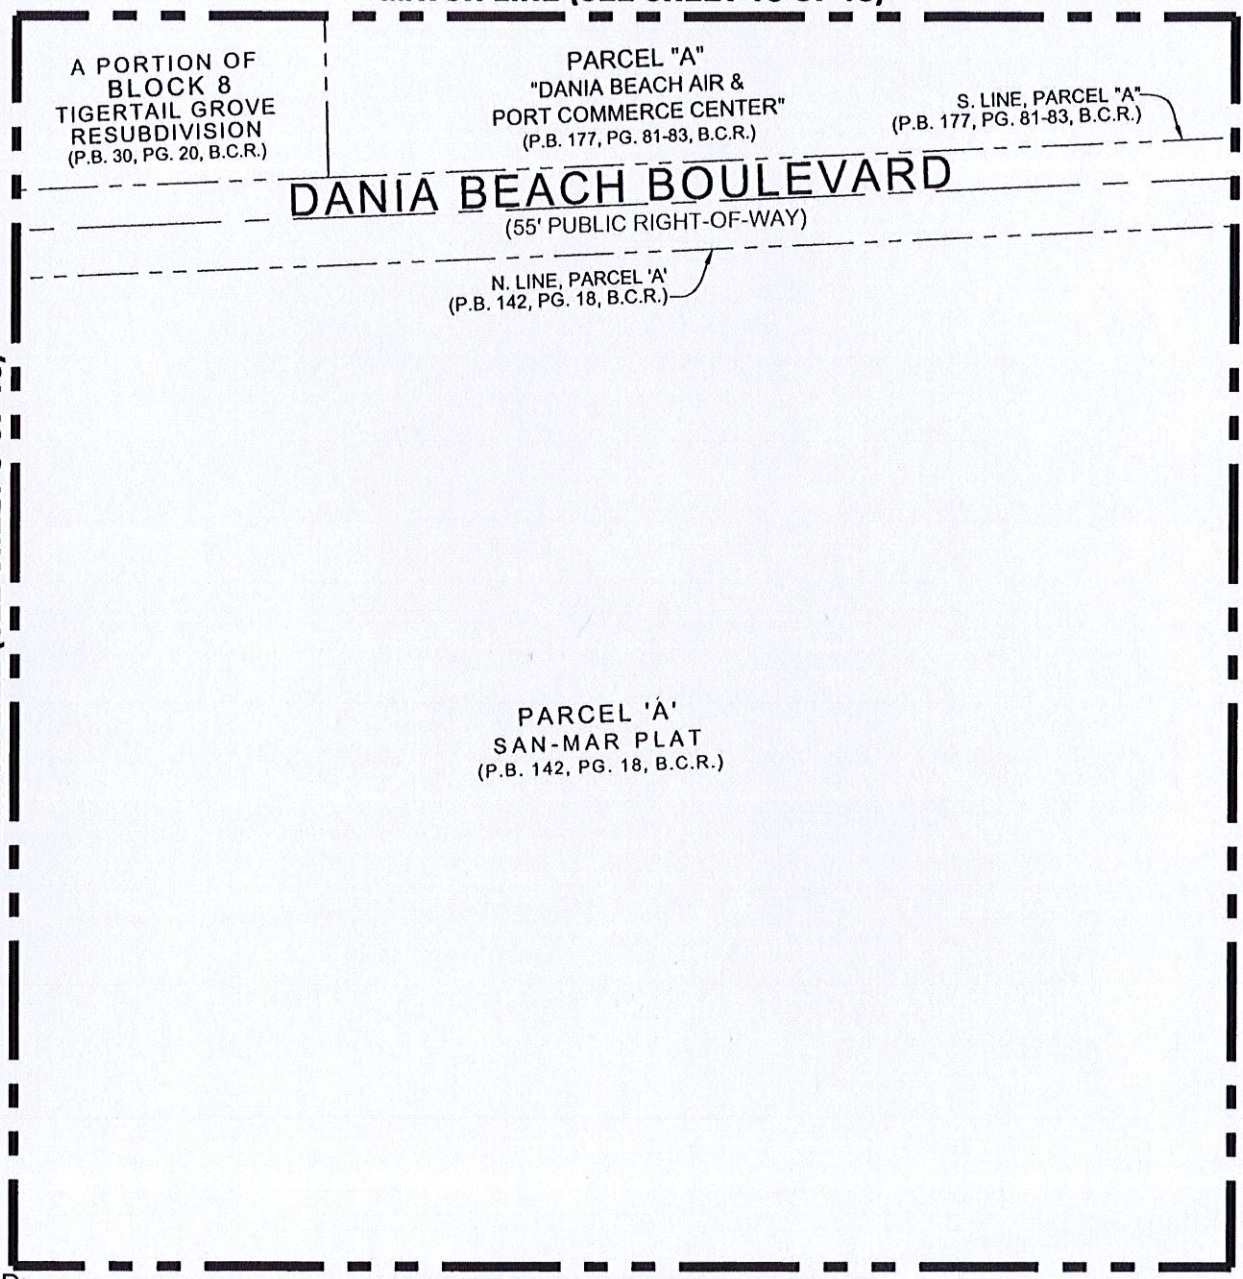 A PORTION OF
BLOCK 8
TIGERTAIL GROVE
RESUBDIVISION
(P.B. 30, PG. 20, B.C.R.)
PARCEL "A"
"DANIA BEACH AIR &
PORT COMMERCE CENTER"
(P.B. 177, PG. 81-83, B.C.R.)
S. LINE, PARCEL "A"
(P.B. 177, PG. 81-83, B.C.R.)
DANIA BEACH BOULEVARD
(55' PUBLIC RIGHT-OF-WAY)
N. LINE, PARCEL 'A'
(P.B. 142, PG. 18, B.C.R.)
PARCEL 'A'
SAN-MAR PLAT
(P.B. 142, PG. 18, B.C.R.)